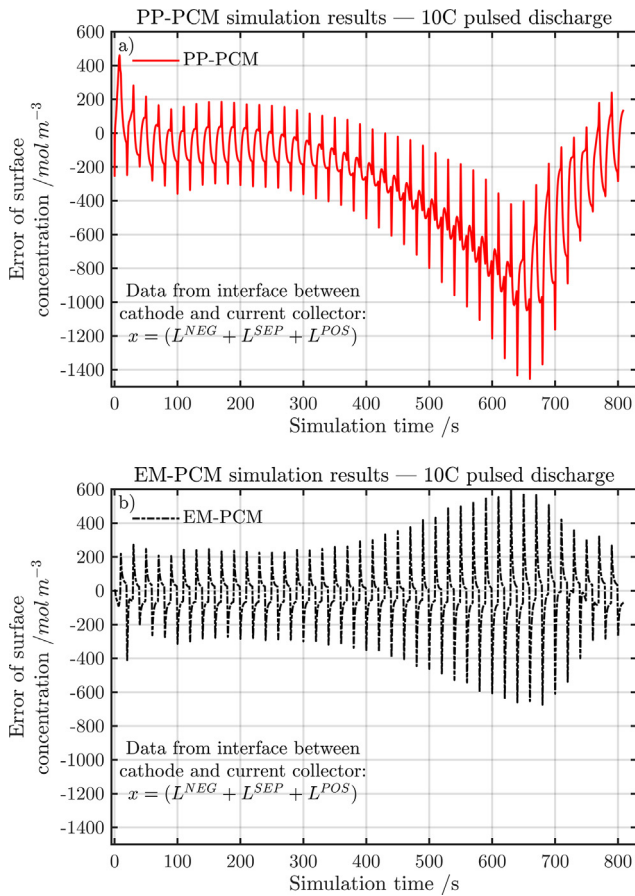 PP-PCM simulation results — 10C pulsed discharge
a)
PP-PCM
600
400
200
0
-200
-400
-600
-800
-1000
-1200
-1400
Error of surface
concentration /mol m⁻³
Data from interface between
cathode and current collector:
x = (L^NEG + L^SEP + L^POS)
0 100 200 300 400 500 600 700 800
Simulation time /s
EM-PCM simulation results — 10C pulsed discharge
b)
EM-PCM
600
400
200
0
-200
-400
-600
-800
-1000
-1200
-1400
Error of surface
concentration /mol m⁻³
Data from interface between
cathode and current collector:
x = (L^NEG + L^SEP + L^POS)
0 100 200 300 400 500 600 700 800
Simulation time /s